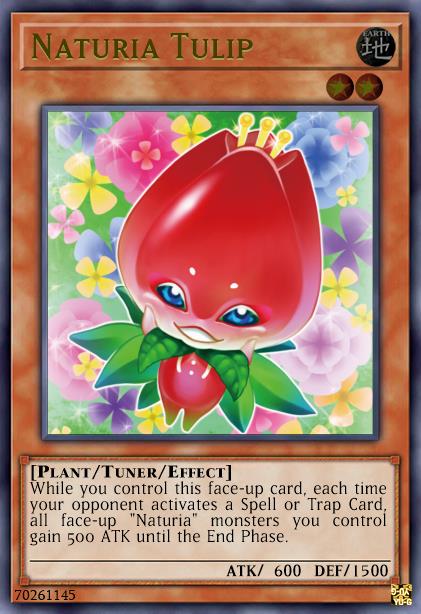 NATURIA TULIP
EARTH
地
[PLANT/TUNER/EFFECT]
While you control this face-up card, each time
your opponent activates a Spell or Trap Card,
all face-up "Naturia" monsters you control
gain 500 ATK until the End Phase.
ATK/ 600 DEF/1500
70261145